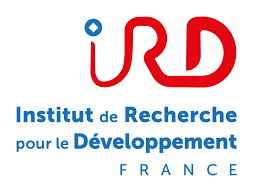 iRD
Institut de Recherche
pour le Développement
FRANCE